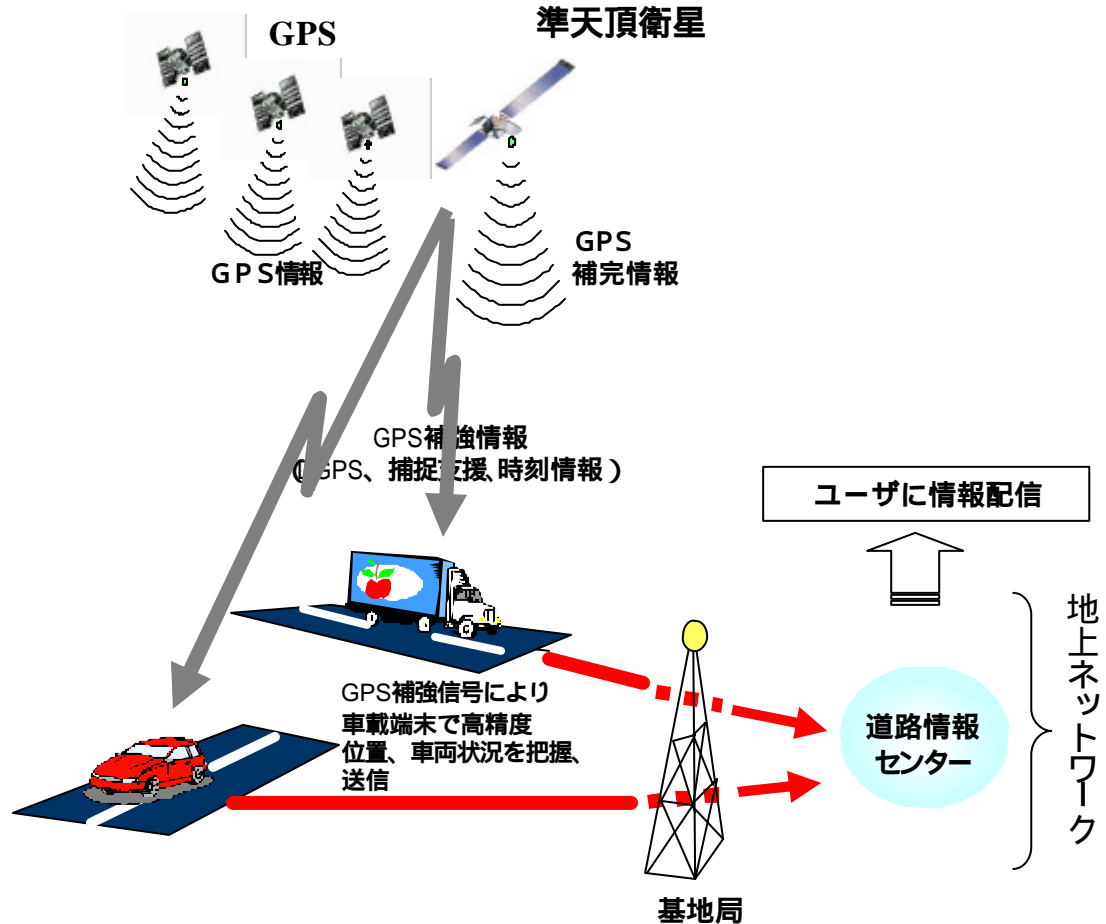 GPS
準天頂衛星
GPS情報
GPS
補完情報
GPS補強情報
(DGPS、捕捉支援、時刻情報)
ユーザに情報配信
地上ネットワーク
GPS補強信号により
車載端末で高精度
位置、車両状況を把握、
送信
道路情報
センター
基地局